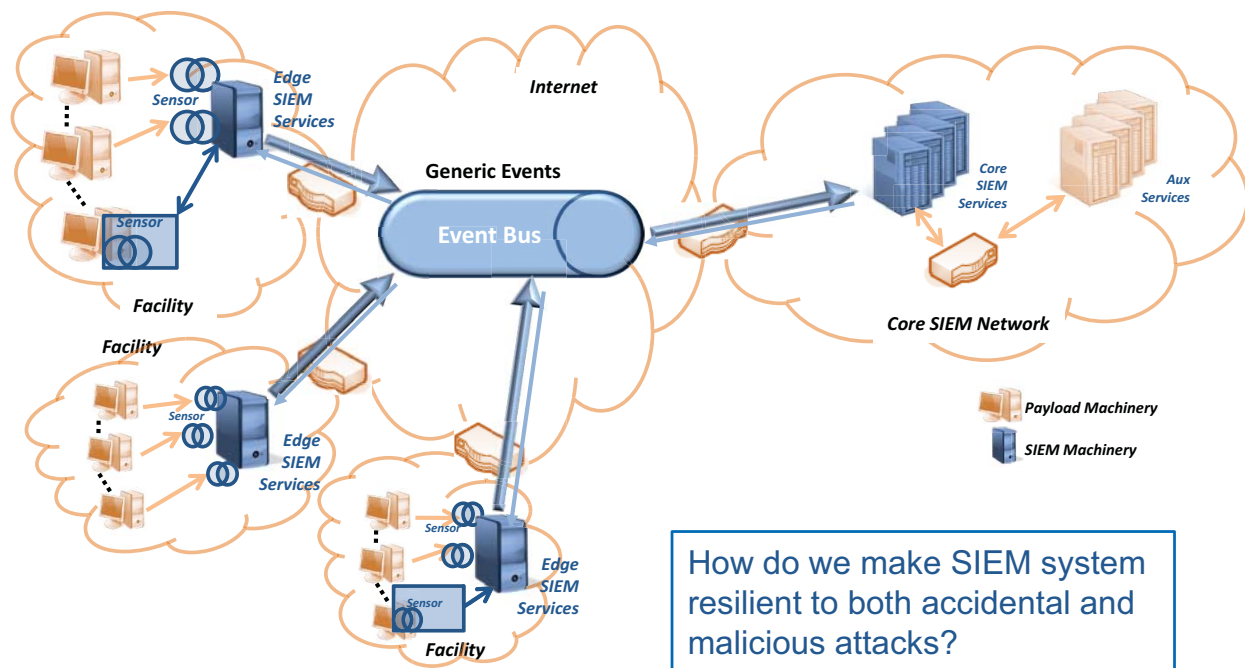 Sensor
Edge
SIEM
Services
Sensor
Facility
Internet
Generic Events
Event Bus
Core
SIEM
Services
Aux
Services
Core SIEM Network
Facility
Sensor
Edge
SIEM
Services
Sensor
Edge
SIEM
Services
Sensor
Facility
Payload Machinery
SIEM Machinery
How do we make SIEM system
resilient to both accidental and
malicious attacks?